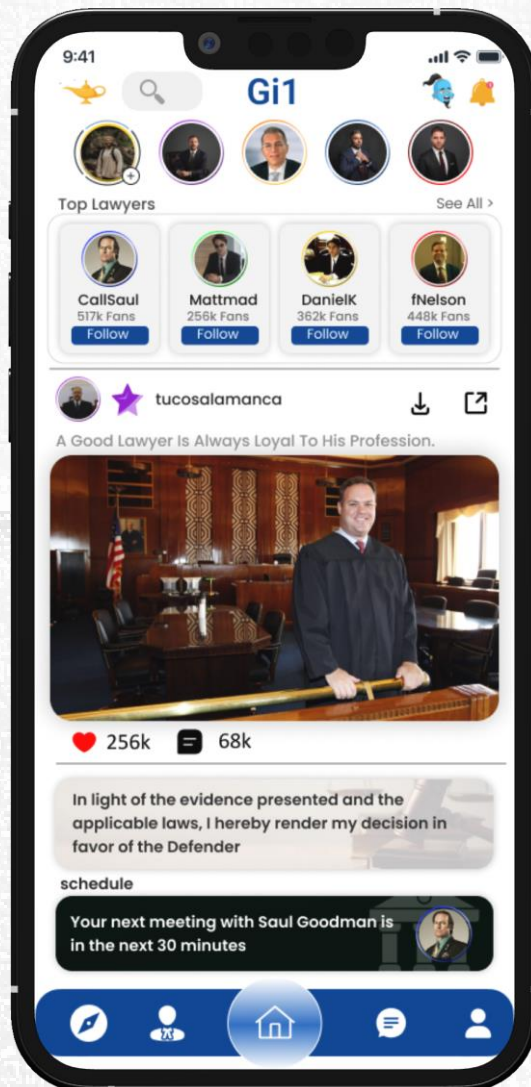 9:41
Gi1
Top Lawyers
See All >
CallSaul
Mattmad
DanielK
fNelson
517k Fans
256k Fans
362k Fans
448k Fans
Follow
Follow
Follow
Follow
tucosalamanca
A Good Lawyer Is Always Loyal To His Profession.
256k
68k
In light of the evidence presented and the
applicable laws, I hereby render my decision in
favor of the Defender
schedule
Your next meeting with Saul Goodman is
in the next 30 minutes